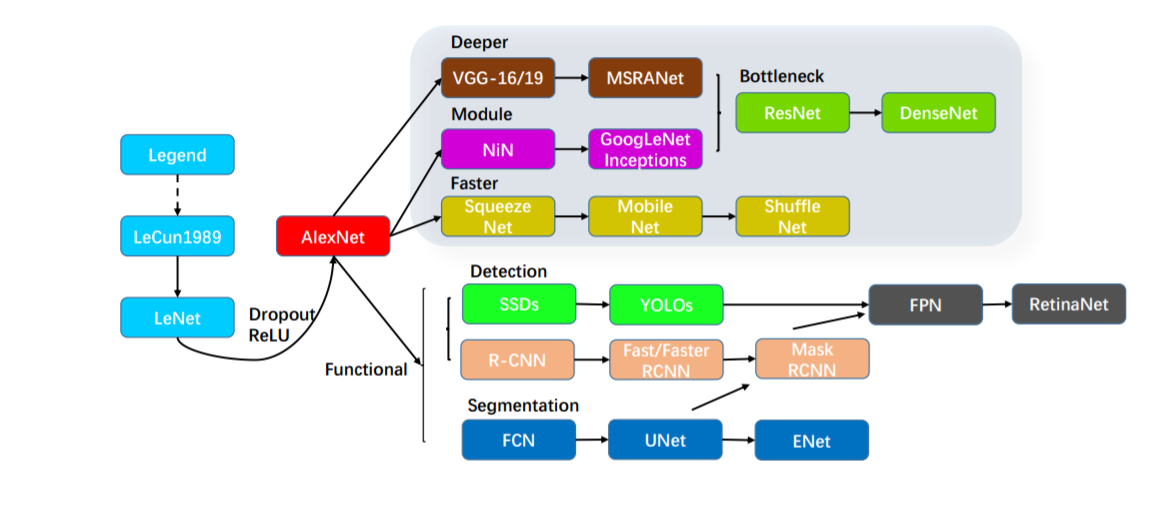 Deeper
VGG-16/19
MSRANet
Bottleneck
ResNet
DenseNet
Module
NiN
GoogLeNet
Inceptions
Faster
Squeeze
Net
Mobile
Net
Shuffle
Net
Legend
LeCun1989
LeNet
AlexNet
Dropout
ReLU
Functional
Detection
SSDs
YOLOs
FPN
RetinaNet
R-CNN
Fast/Faster
RCNN
Mask
RCNN
Segmentation
FCN
UNet
ENet